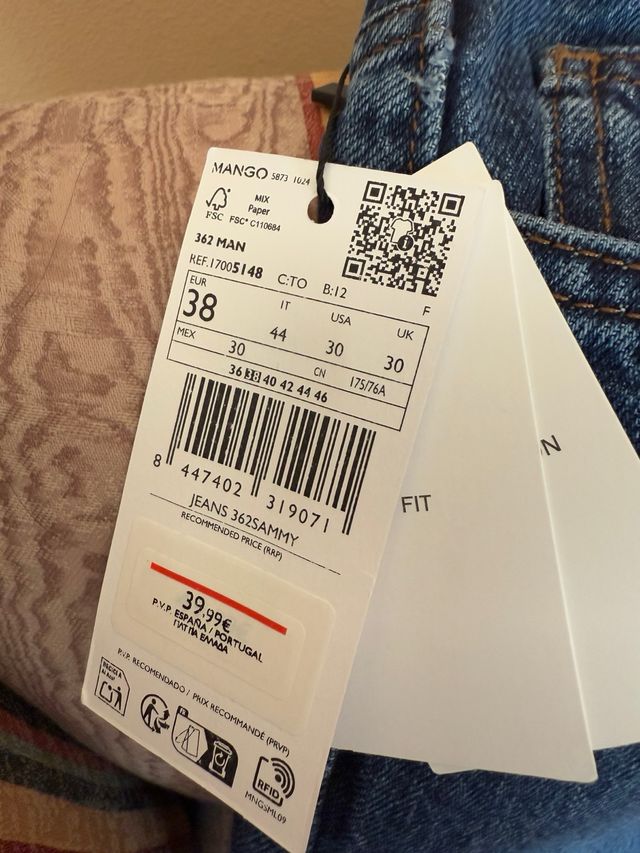 MANGO 5873 1024
FSC
MIX
Paper
FSC® C110684
362 MAN
REF.17005148 C:TO B:12
F
EUR IT USA UK
38 44 30 30
MEX 30 CN 175/76A
36 38 40 42 44 46
8 447402 319071
JEANS 362SAMMY
RECOMMENDED PRICE (RRP)
39.99€
P.V.P. ESPAÑA / PORTUGAL
ΠΛΤ ΓΙΑ ΕΛΛΑΔΑ
P.V.P. RECOMENDADO / PRIX RECOMMANDÉ (PRVP)
RFID
MNGSML09
FIT
N